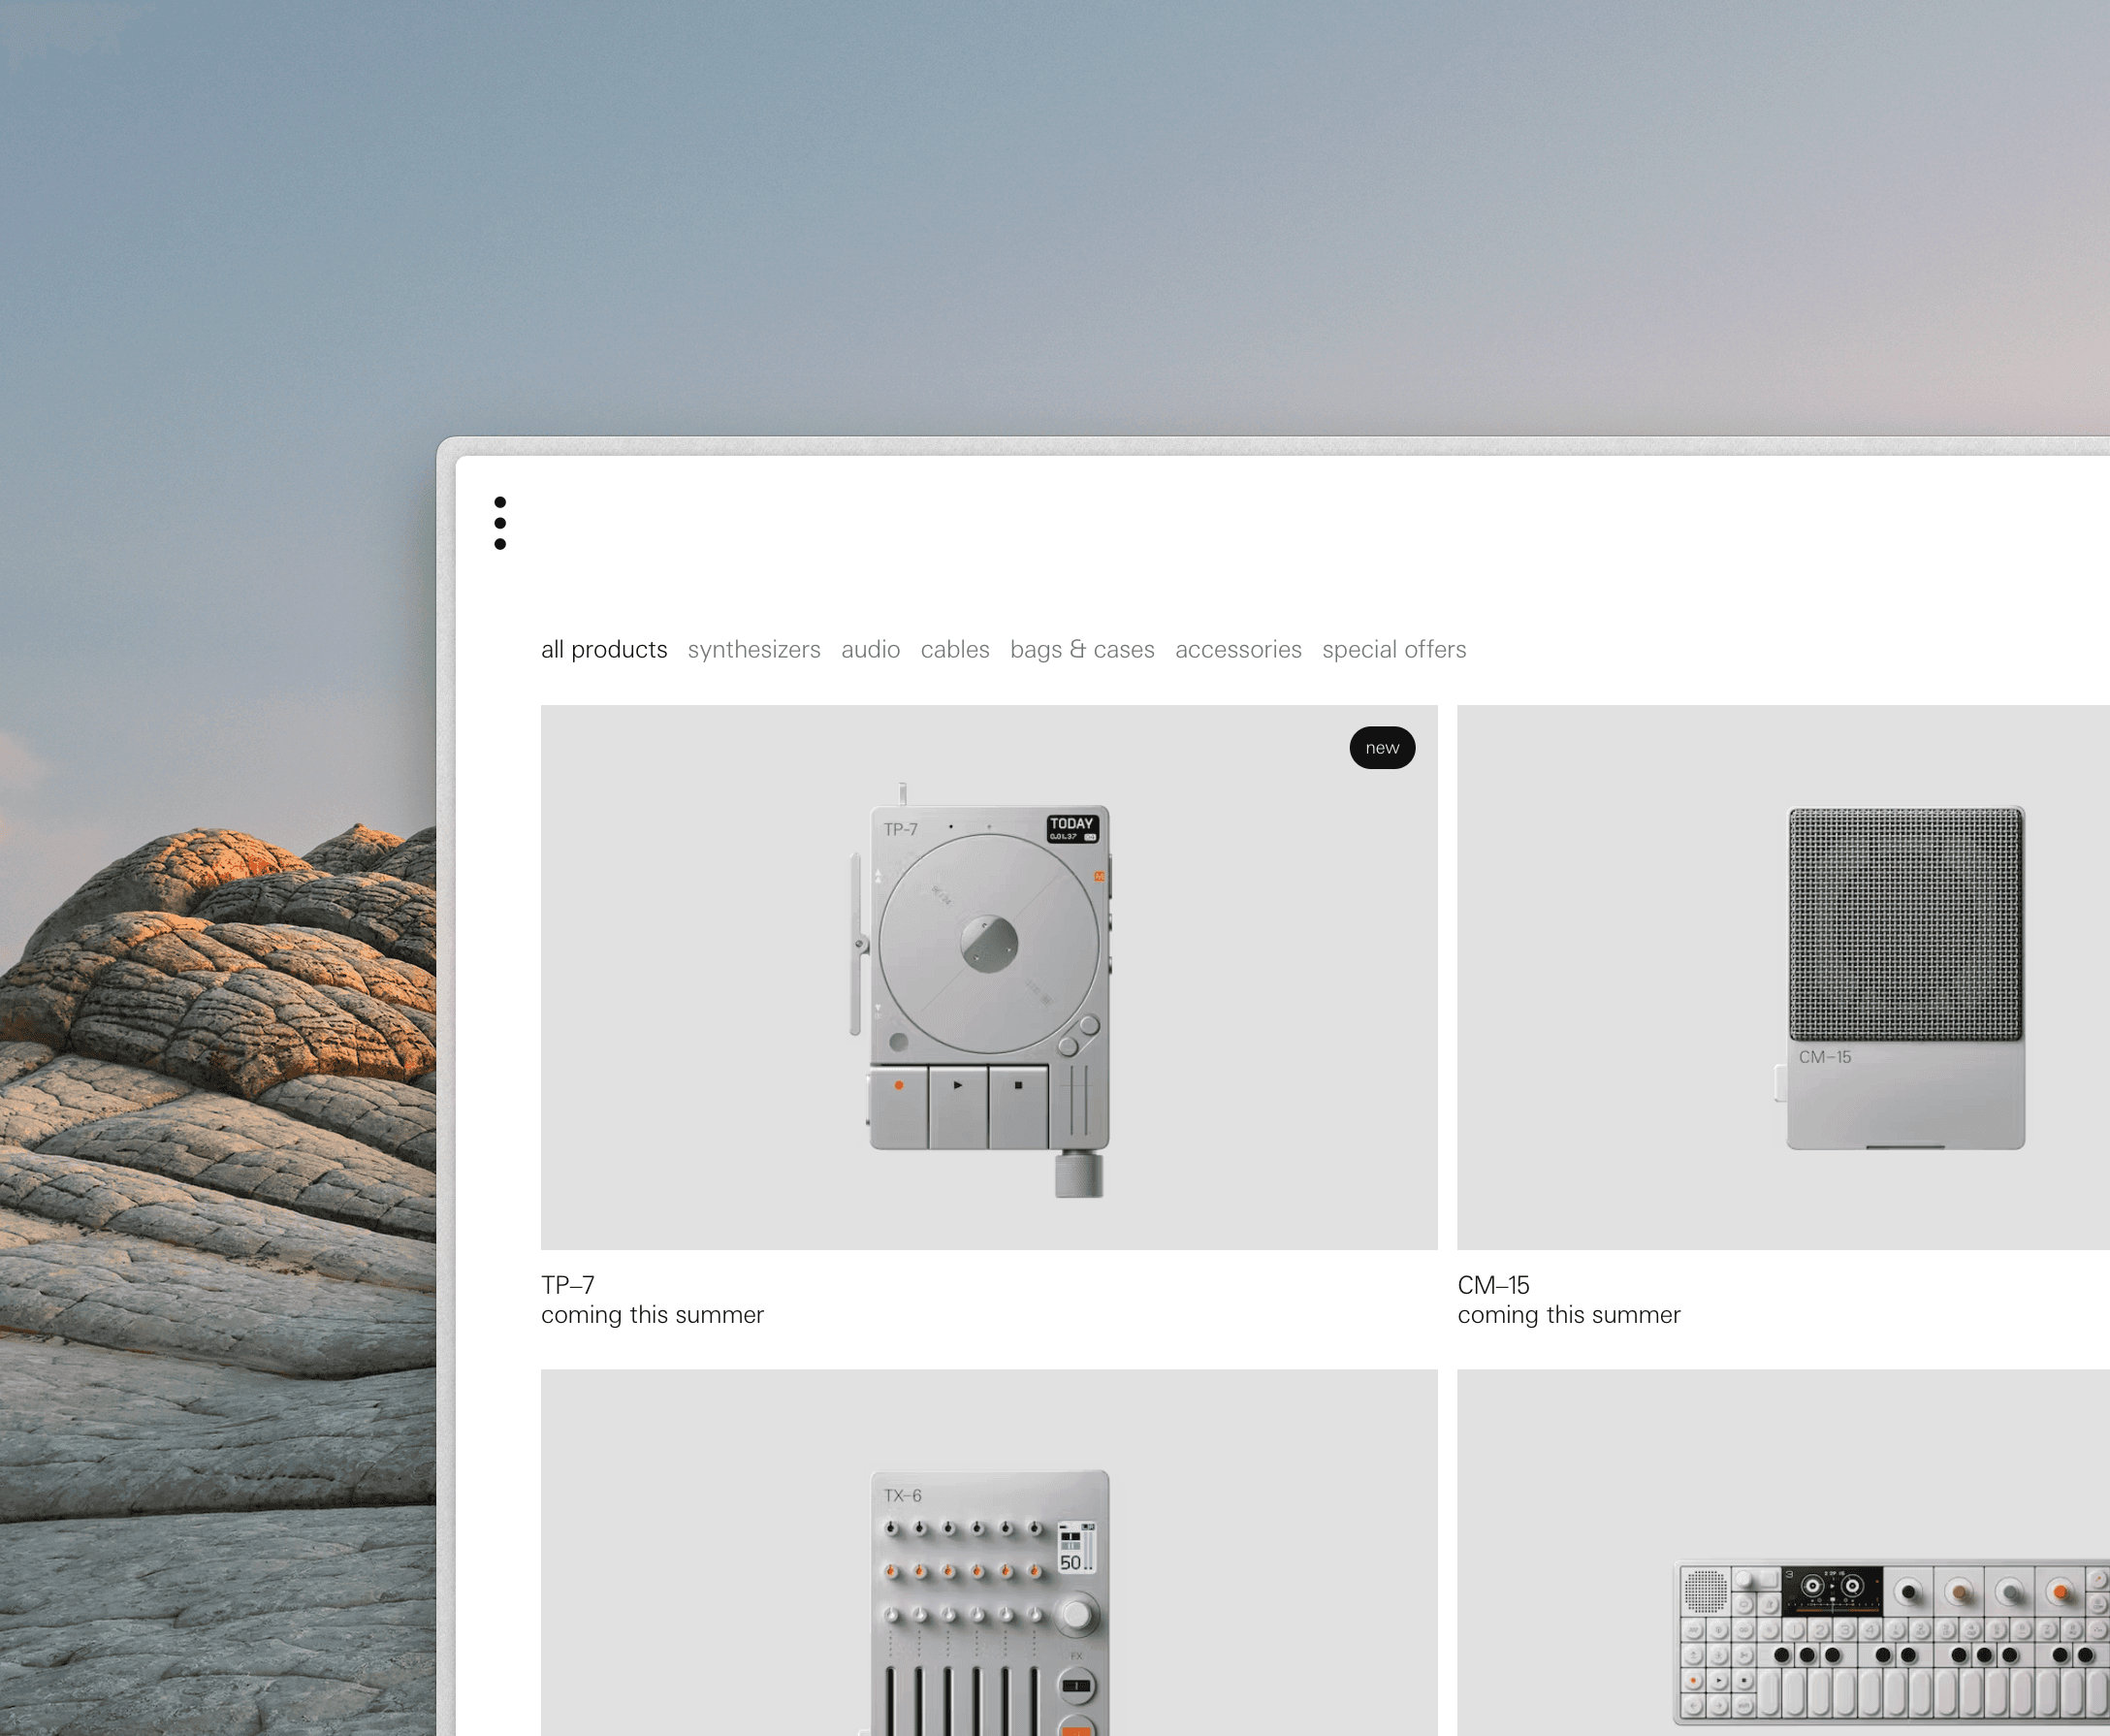 all products synthesizers audio cables bags & cases accessories special offers
new
TP-7
TODAY
CM-15
TP–7
coming this summer
CM–15
coming this summer
TX-6
50
FX